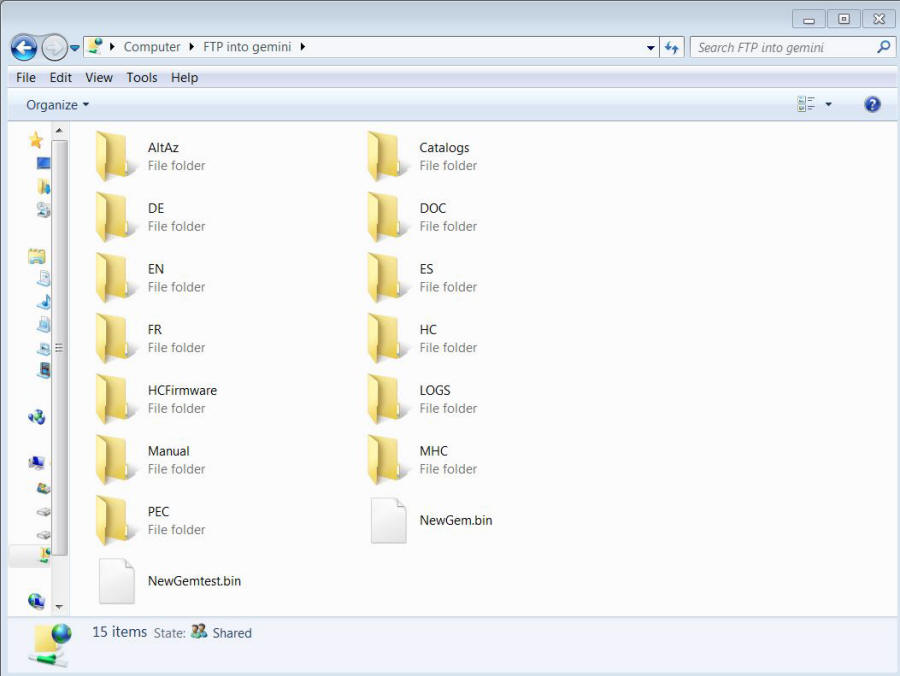 Computer FTP into gemini
Search FTP into gemini
File Edit View Tools Help
Organize
AltAz
File folder
Catalogs
File folder
DE
File folder
DOC
File folder
EN
File folder
ES
File folder
FR
File folder
HC
File folder
HCFirmware
File folder
LOGS
File folder
Manual
File folder
MHC
File folder
PEC
File folder
NewGem.bin
NewGemtest.bin
15 items State: Shared